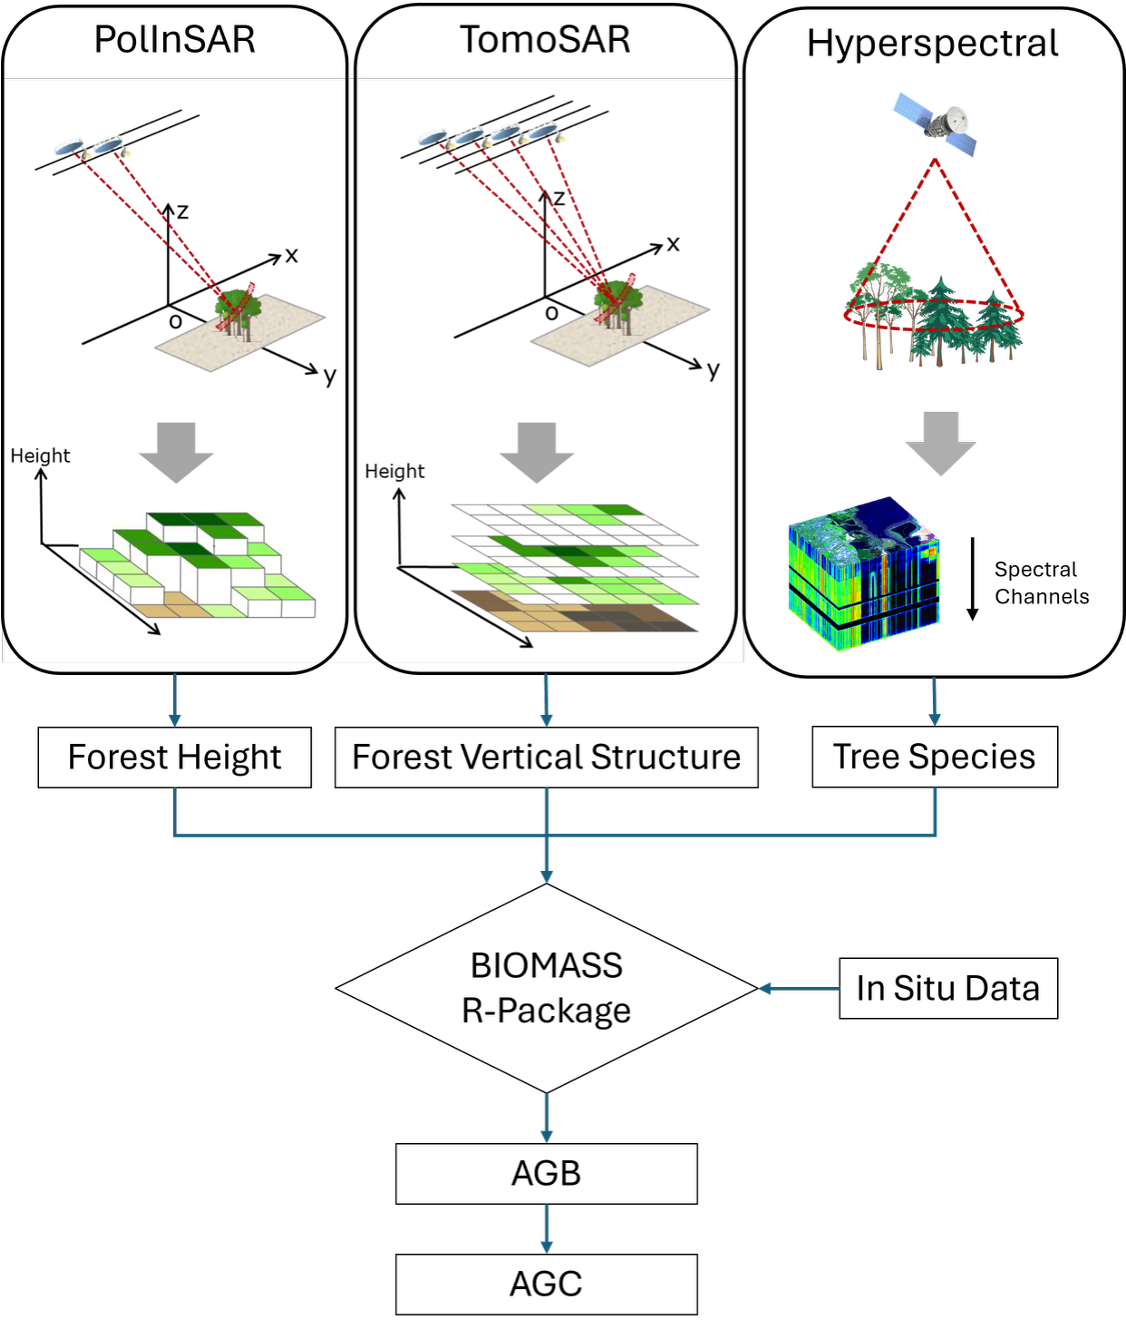 PolInSAR
TomoSAR
Hyperspectral
z
x
o
y
z
x
o
y
Height
Height
Spectral
Channels
Forest Height
Forest Vertical Structure
Tree Species
BIOMASS
R-Package
In Situ Data
AGB
AGC